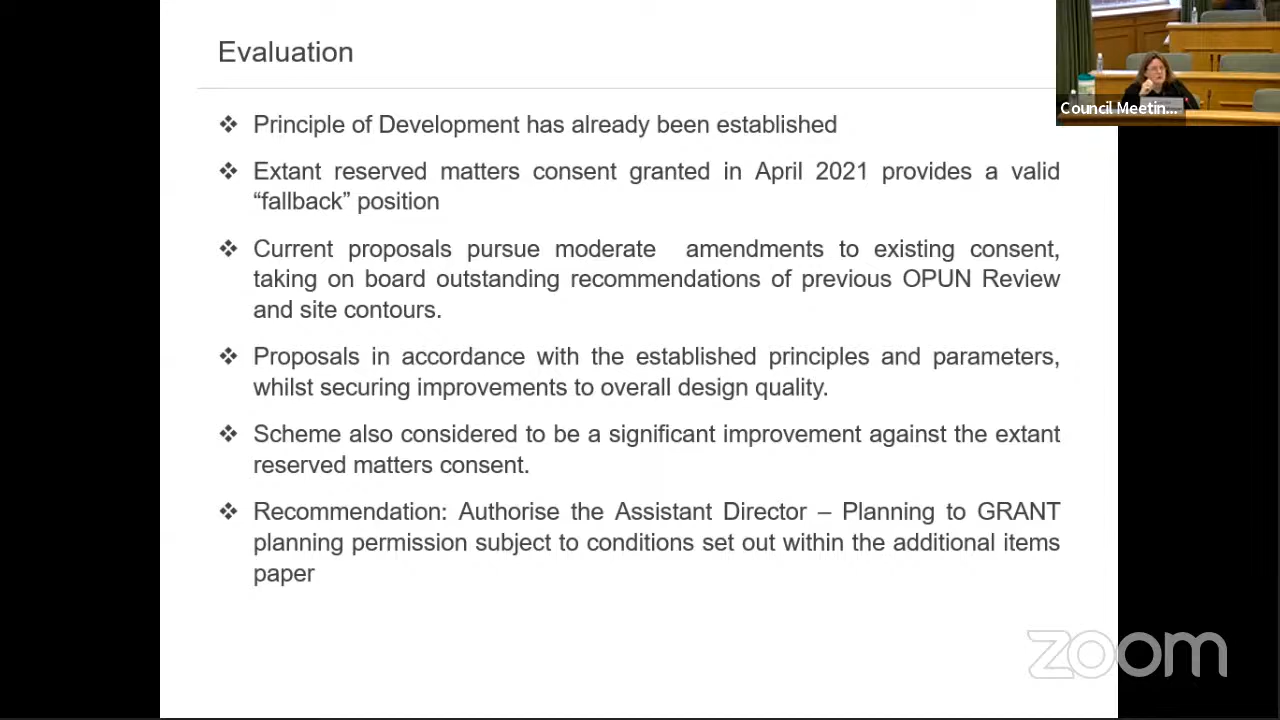 Evaluation
Council Meetin...
❖ Principle of Development has already been established
❖ Extant reserved matters consent granted in April 2021 provides a valid
“fallback” position
❖ Current proposals pursue moderate amendments to existing consent,
taking on board outstanding recommendations of previous OPUN Review
and site contours.
❖ Proposals in accordance with the established principles and parameters,
whilst securing improvements to overall design quality.
❖ Scheme also considered to be a significant improvement against the extant
reserved matters consent.
❖ Recommendation: Authorise the Assistant Director – Planning to GRANT
planning permission subject to conditions set out within the additional items
paper
zoom